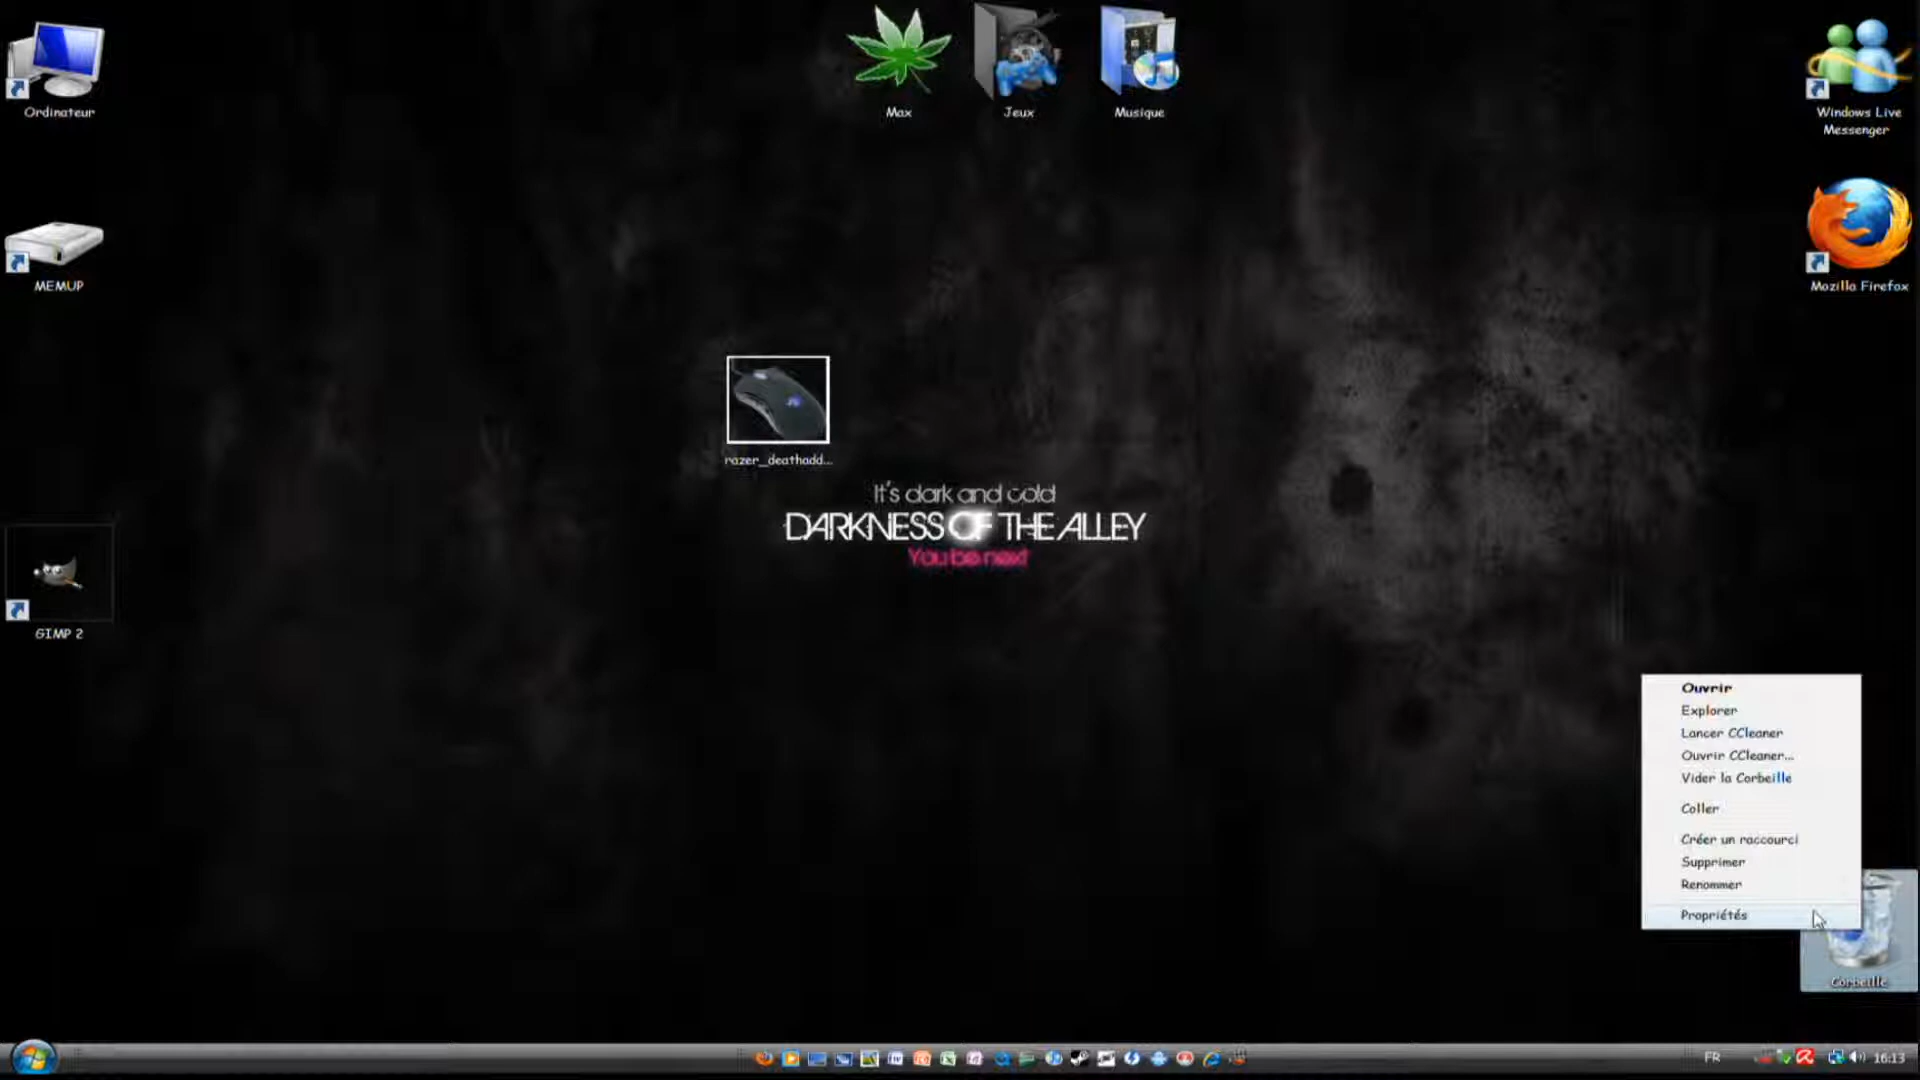 Ordinateur
Max
Jeux
Musique
Windows Live
Messenger
MEMUP
Mozilla Firefox
razer_deathadd...
It's dark and cold
DARKNESS OF THE ALLEY
You be next
GIMP 2
Ouvrir
Explorer
Lancer CCleaner
Ouvrir CCleaner...
Vider la Corbeille
Coller
Créer un raccourci
Supprimer
Renommer
Propriétés
Corbeille
FR
16:13